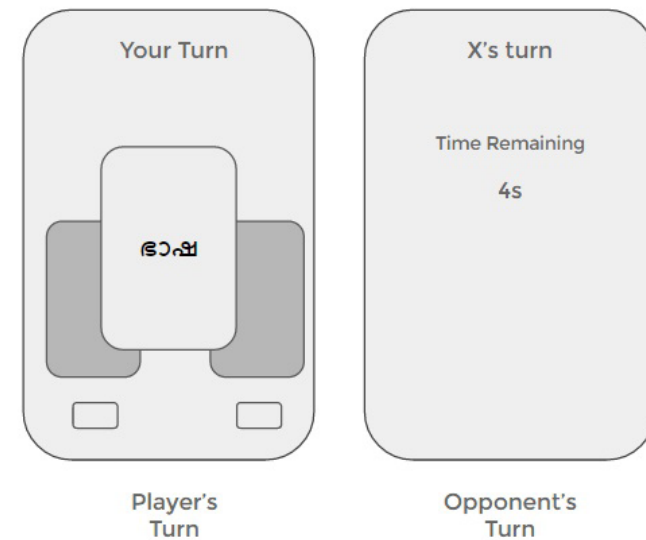 Your Turn
ഭാഷ
Player's
Turn
X's turn
Time Remaining
4s
Opponent's
Turn